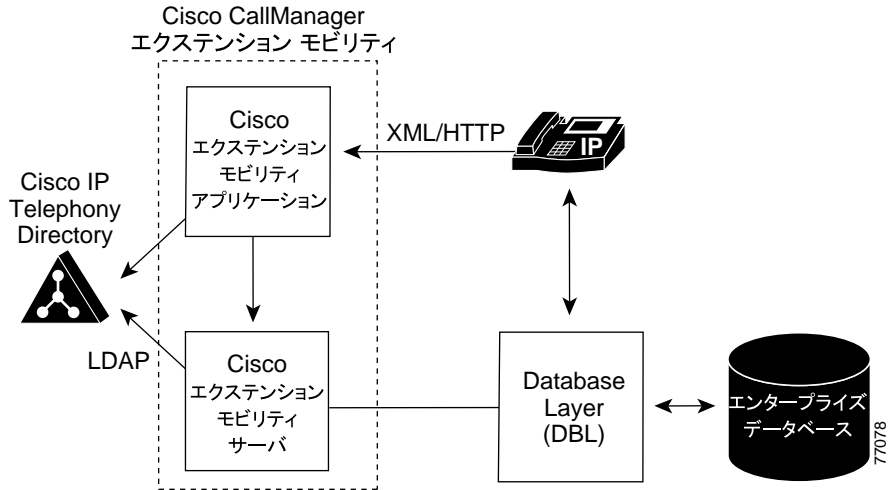 Cisco CallManager
エクステンション モビリティ
Cisco
エクステンション
モビリティ
アプリケーション
XML/HTTP
IP
Cisco IP
Telephony
Directory
LDAP
Cisco
エクステンション
モビリティ
サーバ
Database
Layer
(DBL)
エンタープライズ
データベース
77078